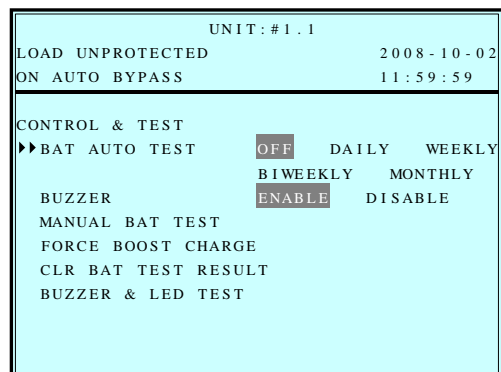 UNIT:#1.1
LOAD UNPROTECTED 2008-10-02
ON AUTO BYPASS 11:59:59
CONTROL & TEST
BAT AUTO TEST OFF DAILY WEEKLY
BIWEEKLY MONTHLY
BUZZER ENABLE DISABLE
MANUAL BAT TEST
FORCE BOOST CHARGE
CLR BAT TEST RESULT
BUZZER & LED TEST